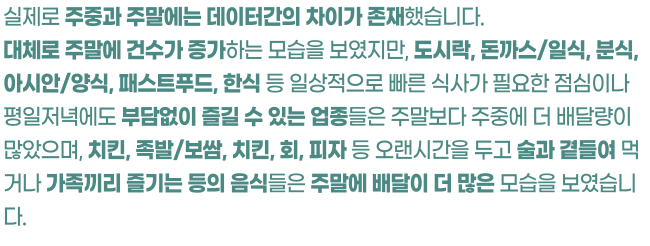 실제로 주중과 주말에는 데이터간의 차이가 존재했습니다.
대체로 주말에 건수가 증가하는 모습을 보였지만, 도시락, 돈까스/일식, 분식,
아시안/양식, 패스트푸드, 한식 등 일상적으로 빠른 식사가 필요한 점심이나
평일저녁에도 부담없이 즐길 수 있는 업종들은 주말보다 주중에 더 배달량이
많았으며, 치킨, 족발/보쌈, 치킨, 회, 피자 등 오랜시간을 두고 술과 곁들여 먹
거나 가족끼리 즐기는 등의 음식들은 주말에 배달이 더 많은 모습을 보였습니
다.